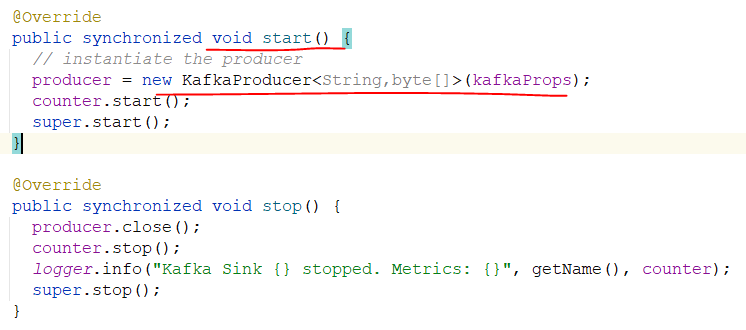 @Override
public synchronized void start() {
// instantiate the producer
producer = new KafkaProducer<String,byte[]>(kafkaProps);
counter.start();
super.start();
}
@Override
public synchronized void stop() {
producer.close();
counter.stop();
logger.info("Kafka Sink {} stopped. Metrics: {}", getName(), counter);
super.stop();
}